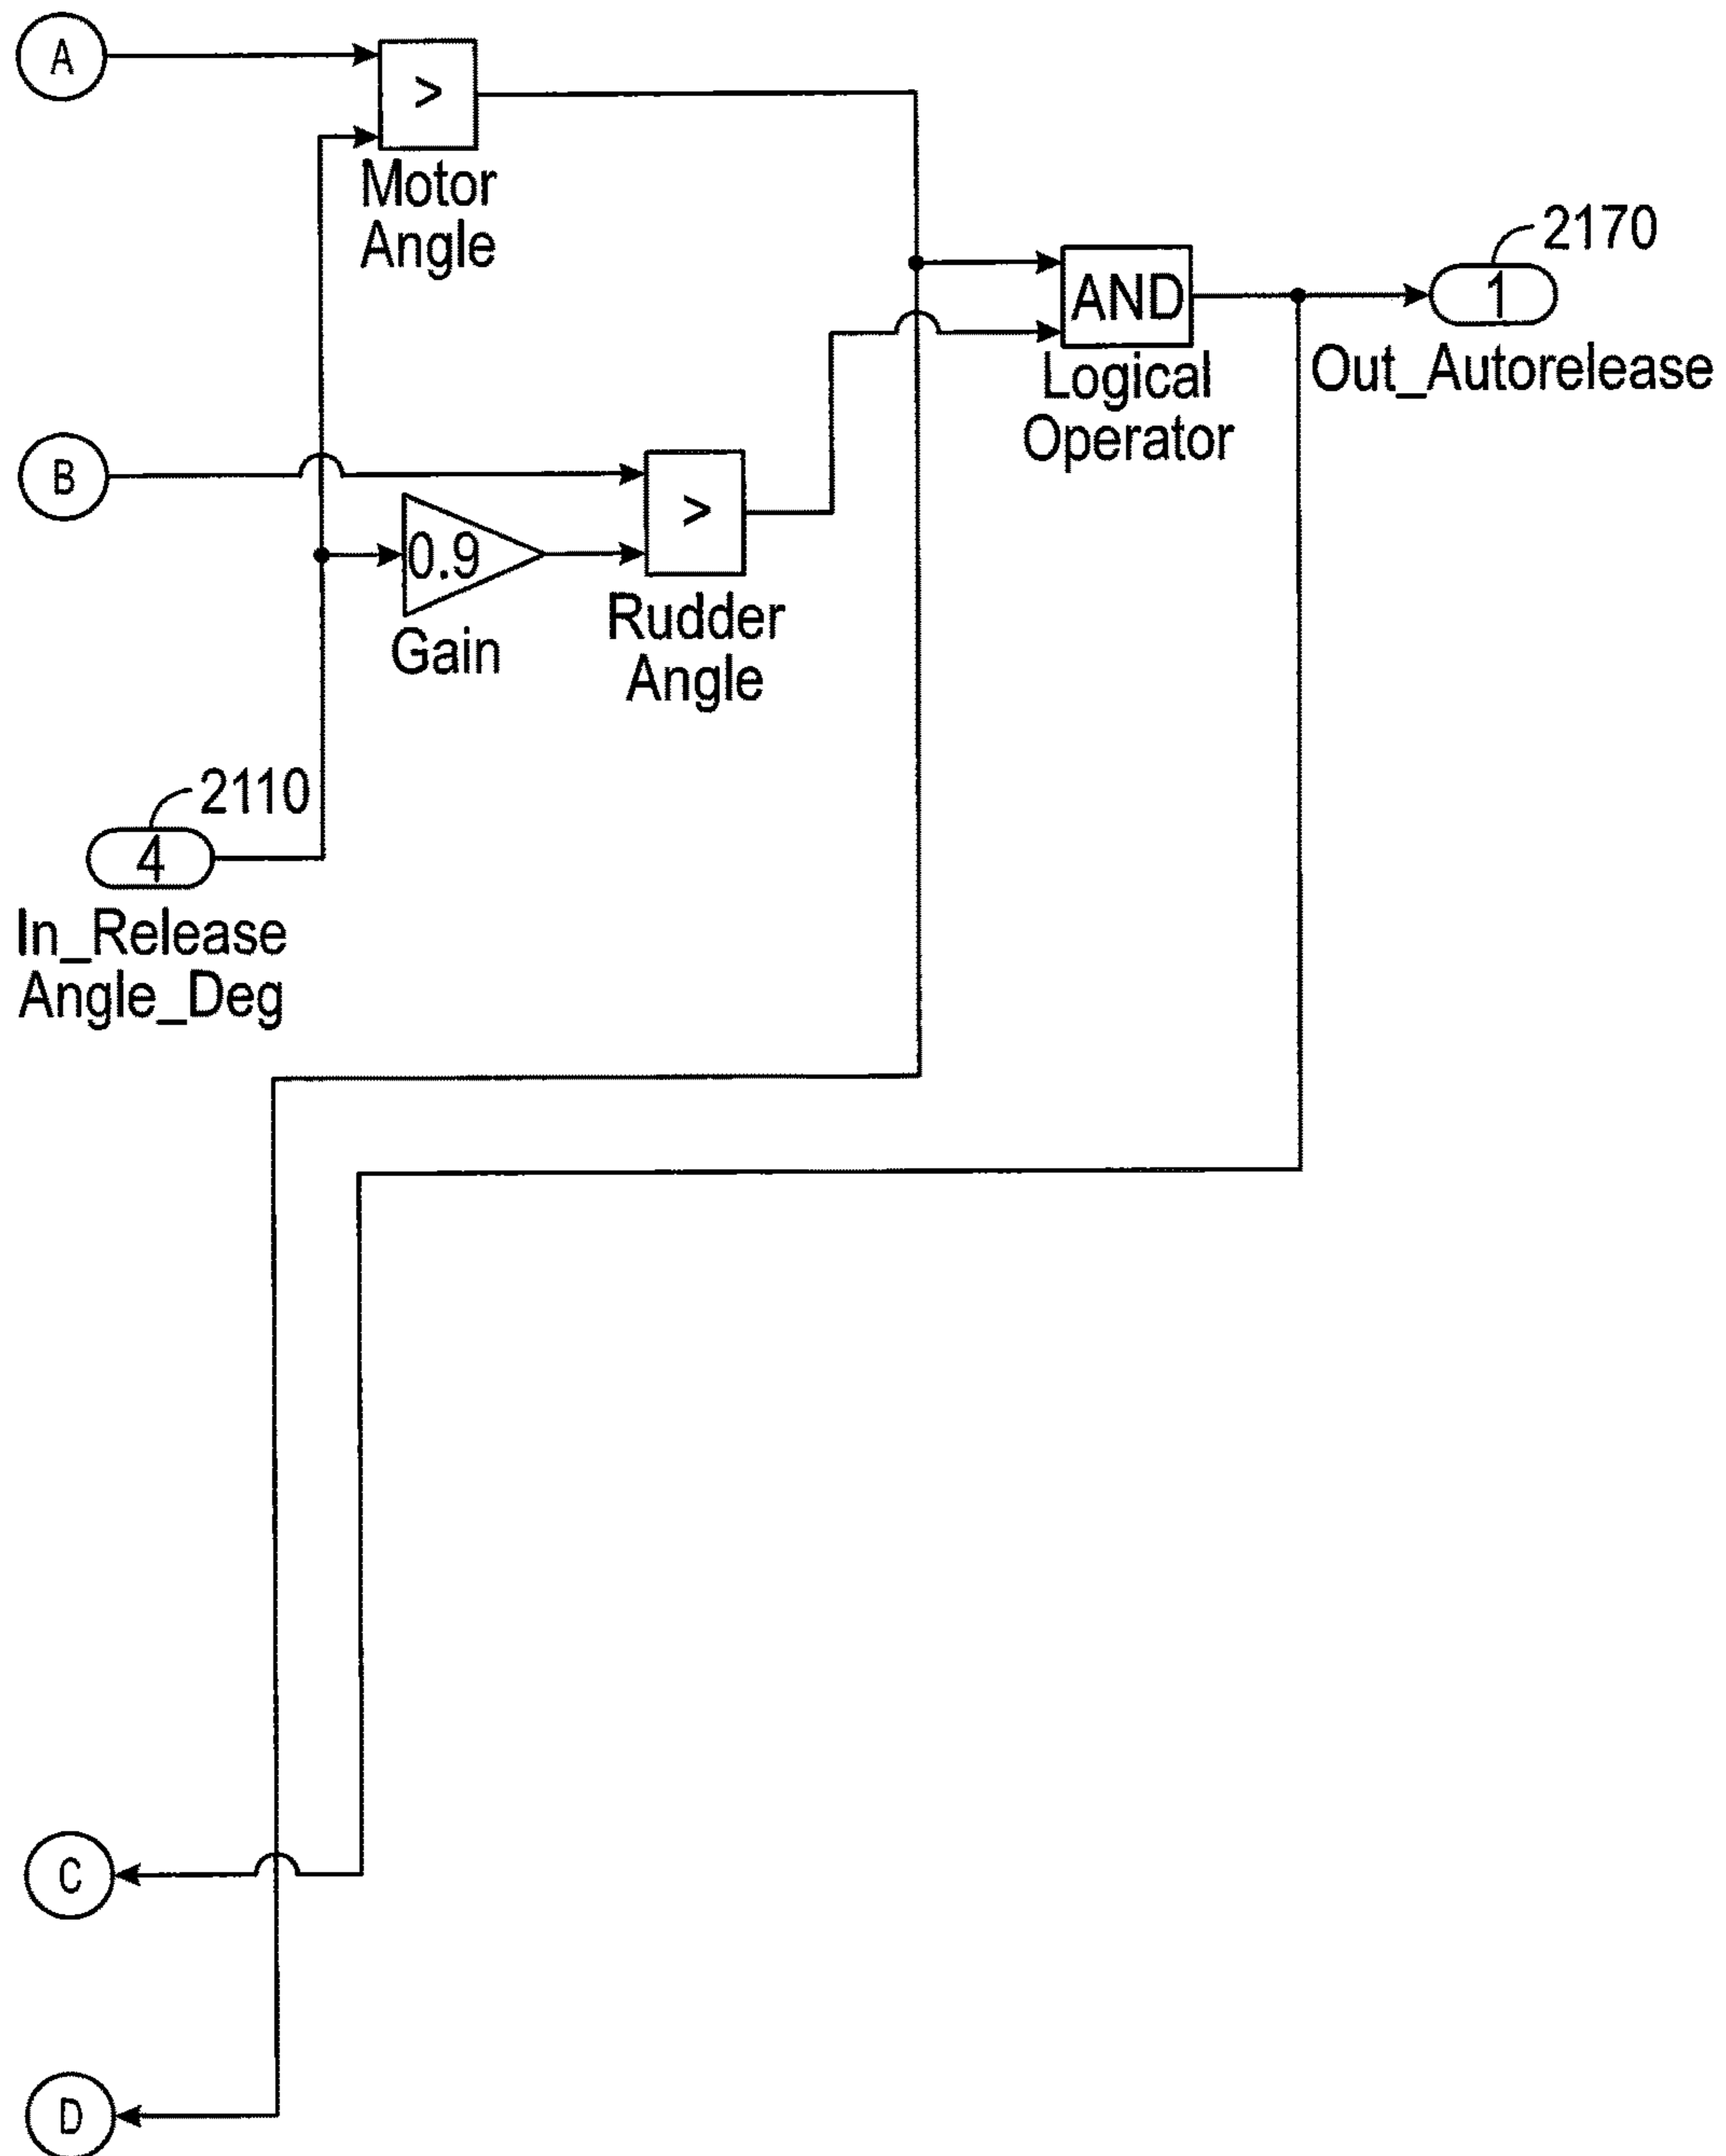 A
>
Motor
Angle
2170
AND
1
Logical
Operator
Out_Autorelease
B
>
0.9
Gain
Rudder
Angle
2110
4
In_Release
Angle_Deg
C
D